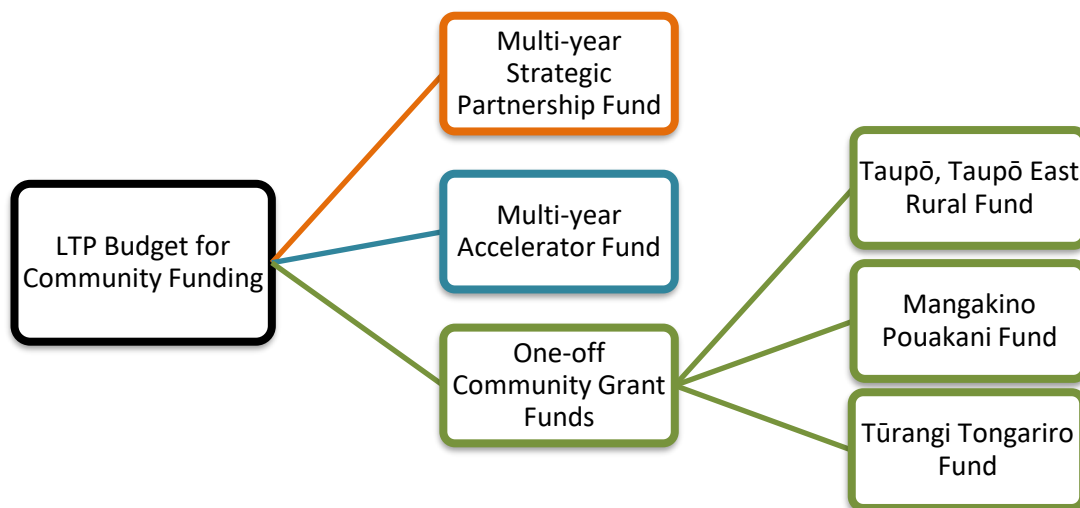 LTP Budget for
Community Funding
Multi-year
Strategic
Partnership Fund
Multi-year
Accelerator Fund
One-off
Community Grant
Funds
Taupō, Taupō East
Rural Fund
Mangakino
Pouakani Fund
Tūrangi Tongariro
Fund